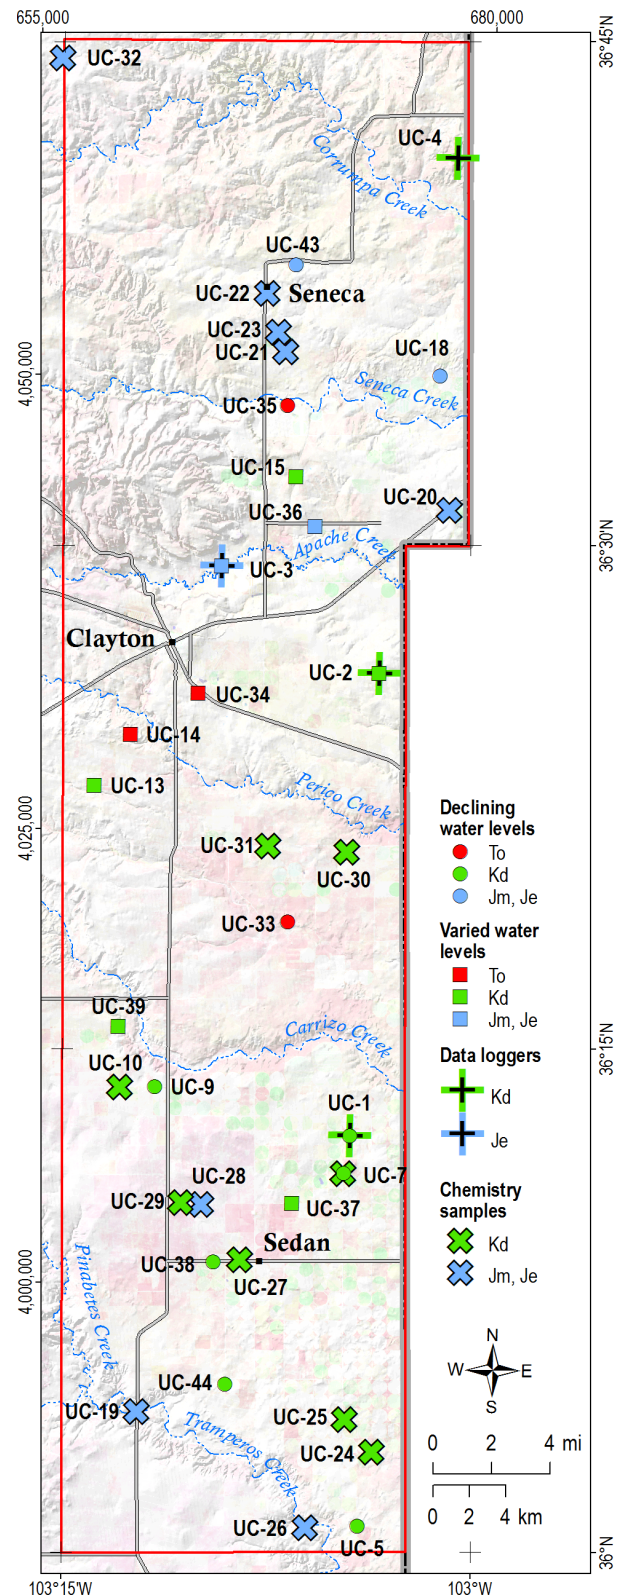 655,000
680,000
36°45'N
UC-32
UC-4
Corrumpa Creek
UC-43
UC-22
Seneca
UC-23
UC-21
UC-18
4,050,000
Seneca Creek
UC-35
UC-15
UC-20
UC-36
Apache Creek
36°30'N
UC-3
Clayton
UC-2
UC-34
UC-14
UC-13
Perico Creek
4,025,000
UC-31
UC-30
UC-33
Declining
water levels
To
Kd
Jm, Je
Varied water
levels
To
Kd
Jm, Je
UC-39
Carrizo Creek
36°15'N
UC-10
UC-9
Data loggers
Kd
Je
UC-1
UC-7
UC-28
UC-29
UC-37
Chemistry
samples
Kd
Jm, Je
Sedan
UC-38
UC-27
4,000,000
Pinabetes Creek
N
W
E
S
UC-44
UC-19
UC-25
Tramperos Creek
UC-24
0 2 4 mi
0 2 4 km
UC-26
UC-5
36°N
103°15'W
103°W